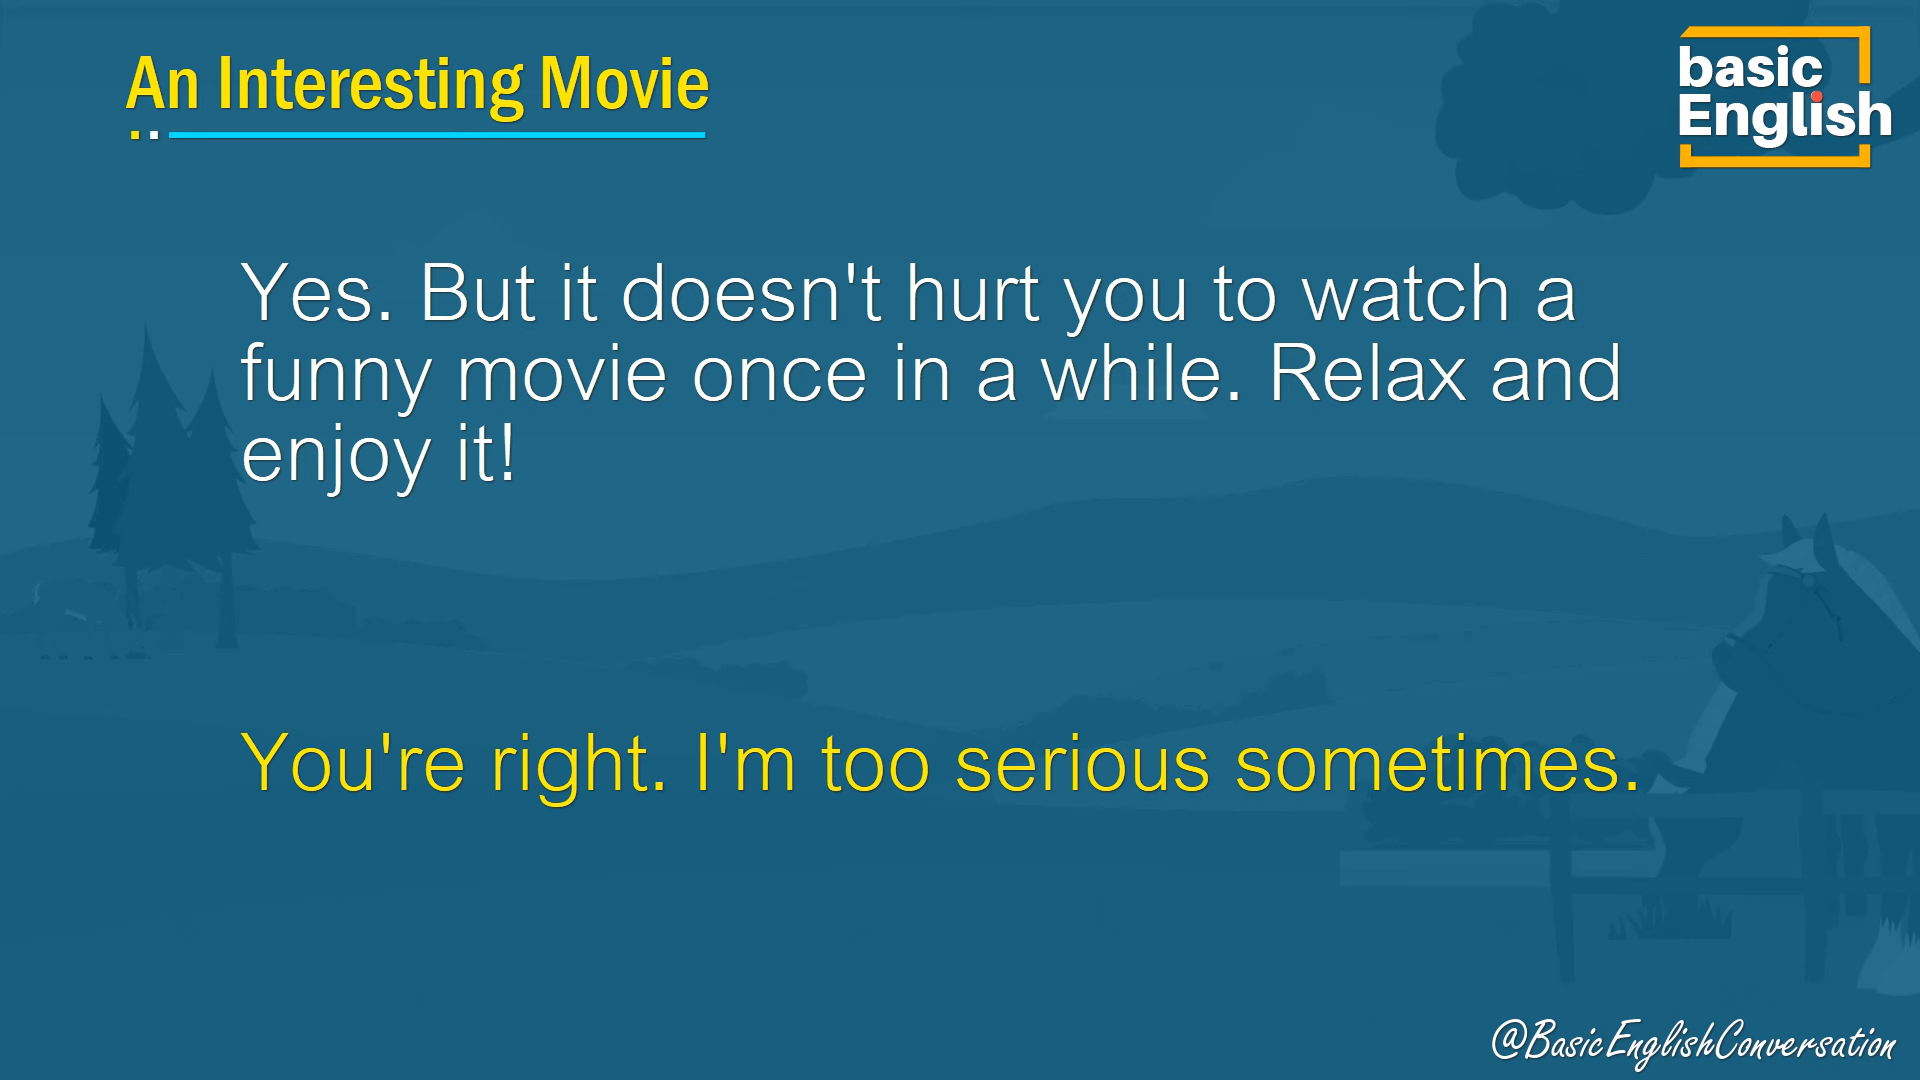 An Interesting Movie
basic
English
Yes. But it doesn't hurt you to watch a
funny movie once in a while. Relax and
enjoy it!
You're right. I'm too serious sometimes.
@BasicEnglishConversation